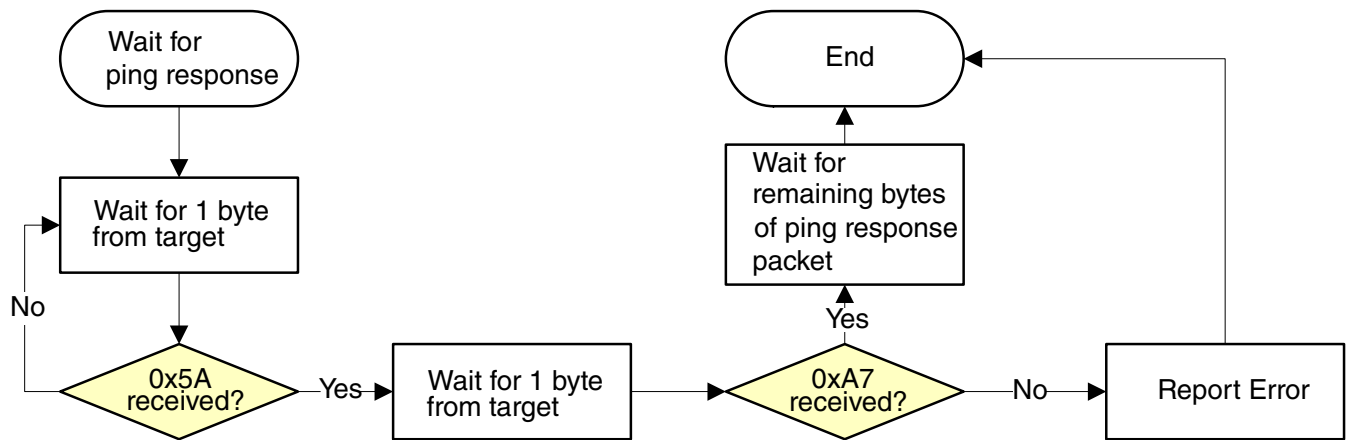 Wait for
ping response
Wait for 1 byte
from target
No
0x5A
received?
Yes
Wait for 1 byte
from target
0xA7
received?
Yes
Wait for
remaining bytes
of ping response
packet
End
No
Report Error